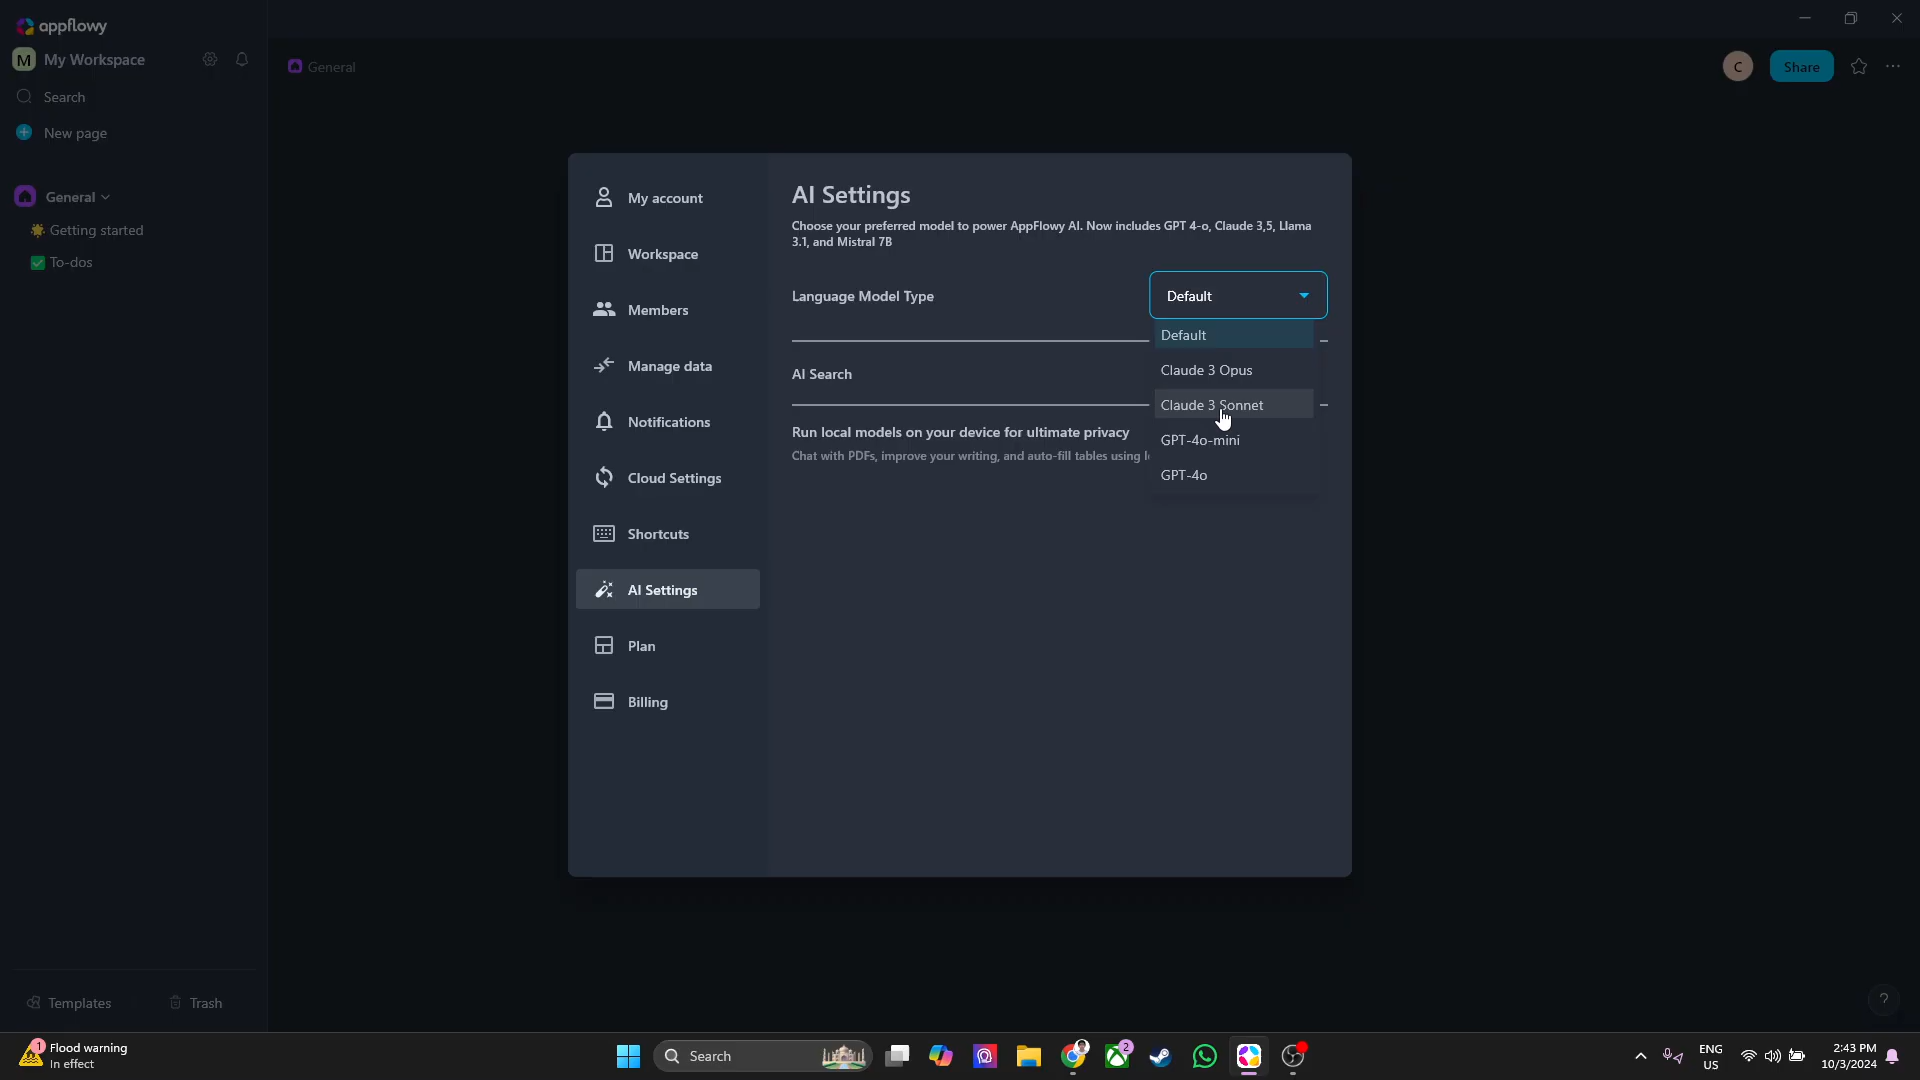 appflowy
M My Workspace
Search
New page
General
Getting started
To-dos
Templates
Trash
General
C
Share
My account
Workspace
Members
Manage data
Notifications
Cloud Settings
Shortcuts
AI Settings
Plan
Billing
AI Settings
Choose your preferred model to power AppFlowy AI. Now includes GPT 4-o, Claude 3,5, Llama
3.1, and Mistral 7B
Language Model Type
Default
Default
Claude 3 Opus
Claude 3 Sonnet
GPT-4o-mini
GPT-4o
AI Search
Run local models on your device for ultimate privacy
Chat with PDFs, improve your writing, and auto-fill tables using
?
1
Flood warning
In effect
Search
2
ENG
US
2:43 PM
10/3/2024